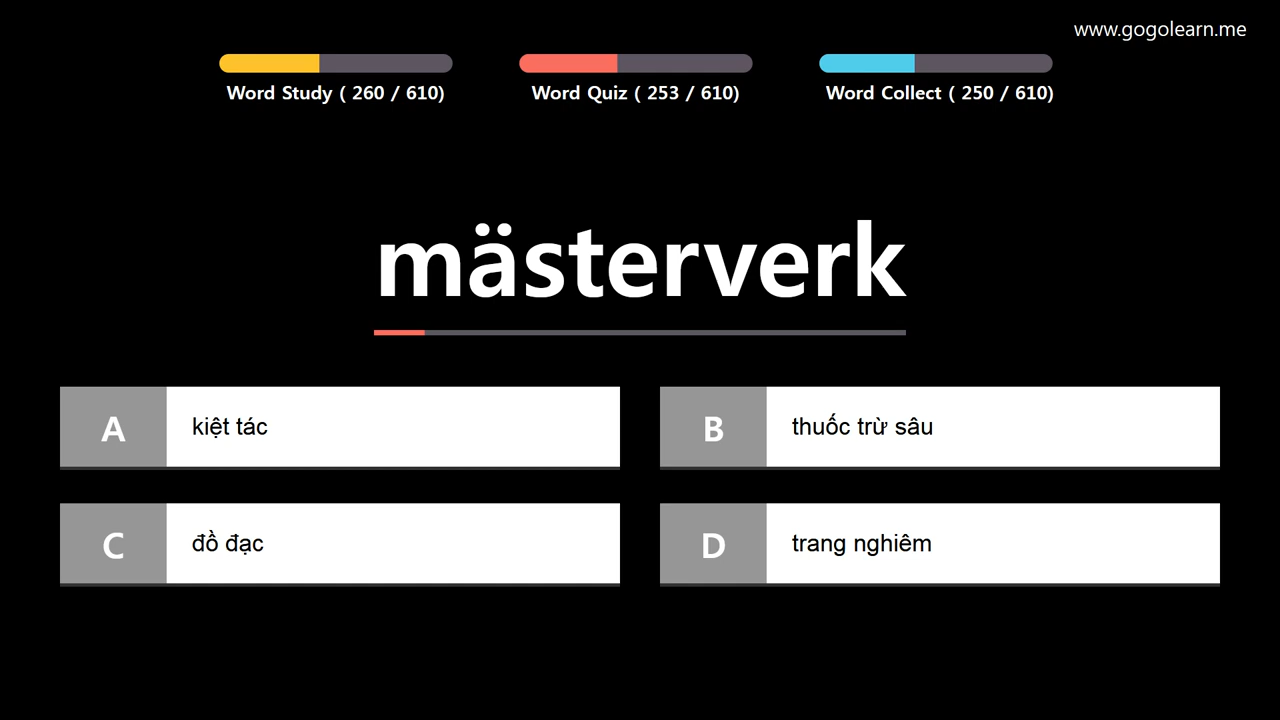 www.gogolearn.me
Word Study ( 260 / 610)
Word Quiz ( 253 / 610)
Word Collect ( 250 / 610)
mästerverk
A
kiệt tác
B
thuốc trừ sâu
C
đồ đạc
D
trang nghiêm